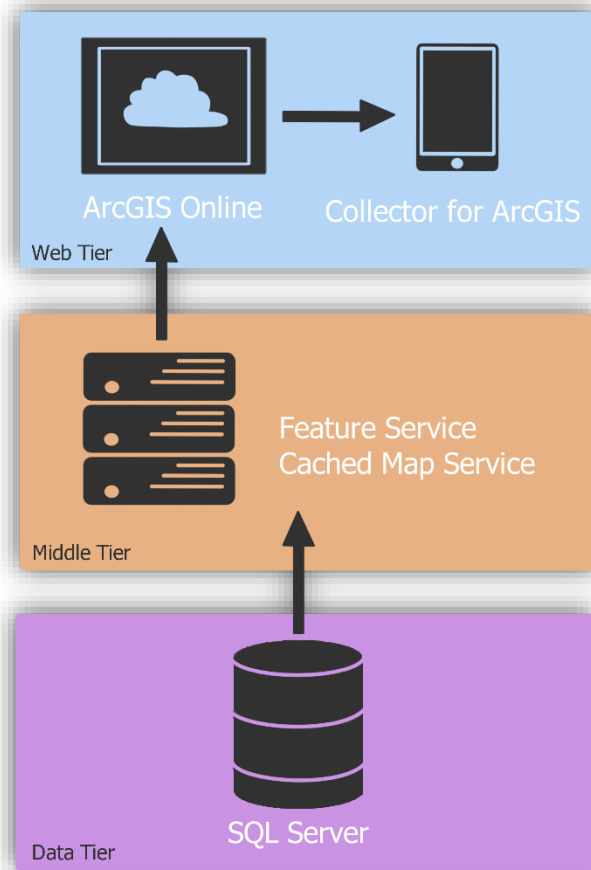 ArcGIS Online
Collector for ArcGIS
Web Tier
Feature Service
Cached Map Service
Middle Tier
SQL Server
Data Tier